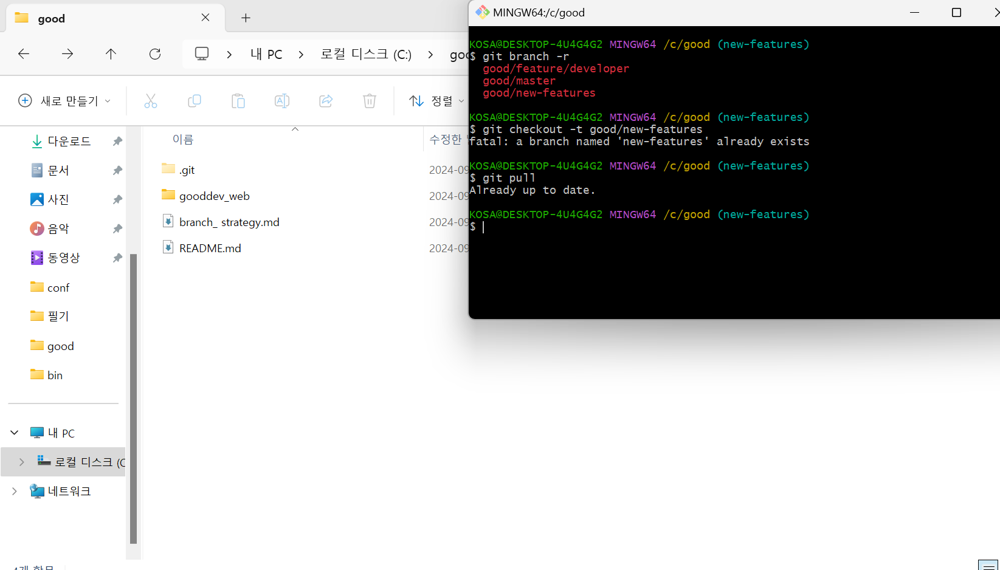 good
내 PC
로컬 디스크 (C:)
새로 만들기
정렬
다운로드
문서
사진
음악
동영상
conf
필기
good
bin
내 PC
로컬 디스크 (C
네트워크
이름
수정한
.git
2024-09
gooddev_web
2024-09
branch_ strategy.md
2024-09
README.md
2024-09
MINGW64:/c/good
KOSA@DESKTOP-4U4G4G2 MINGW64 /c/good (new-features)
$ git branch -r
good/feature/developer
good/master
good/new-features
KOSA@DESKTOP-4U4G4G2 MINGW64 /c/good (new-features)
$ git checkout -t good/new-features
fatal: a branch named 'new-features' already exists
KOSA@DESKTOP-4U4G4G2 MINGW64 /c/good (new-features)
$ git pull
Already up to date.
KOSA@DESKTOP-4U4G4G2 MINGW64 /c/good (new-features)
$